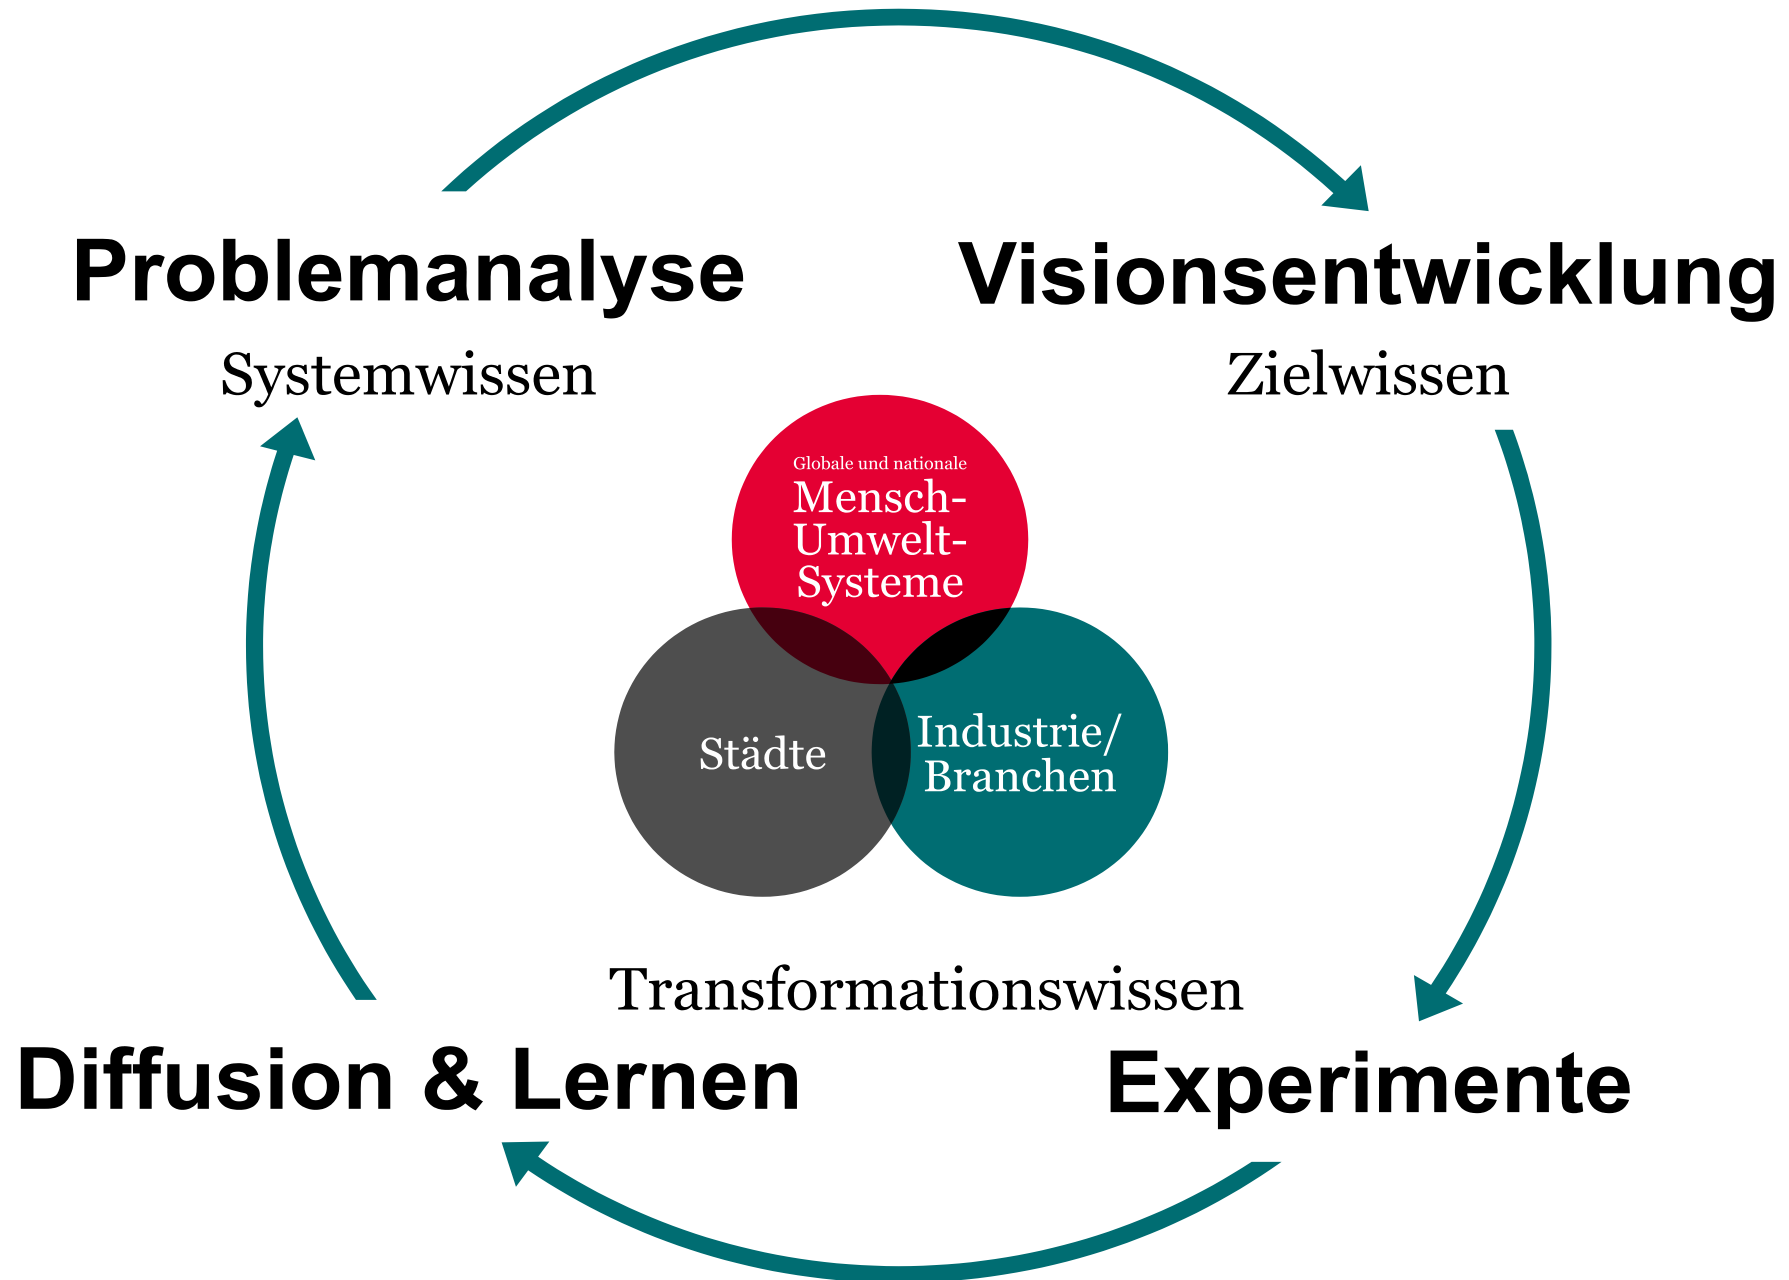 Problemanalyse
Systemwissen
Visionsentwicklung
Zielwissen
Globale und nationale
Mensch-
Umwelt-
Systeme
Städte
Industrie/
Branchen
Transformationswissen
Diffusion & Lernen
Experimente